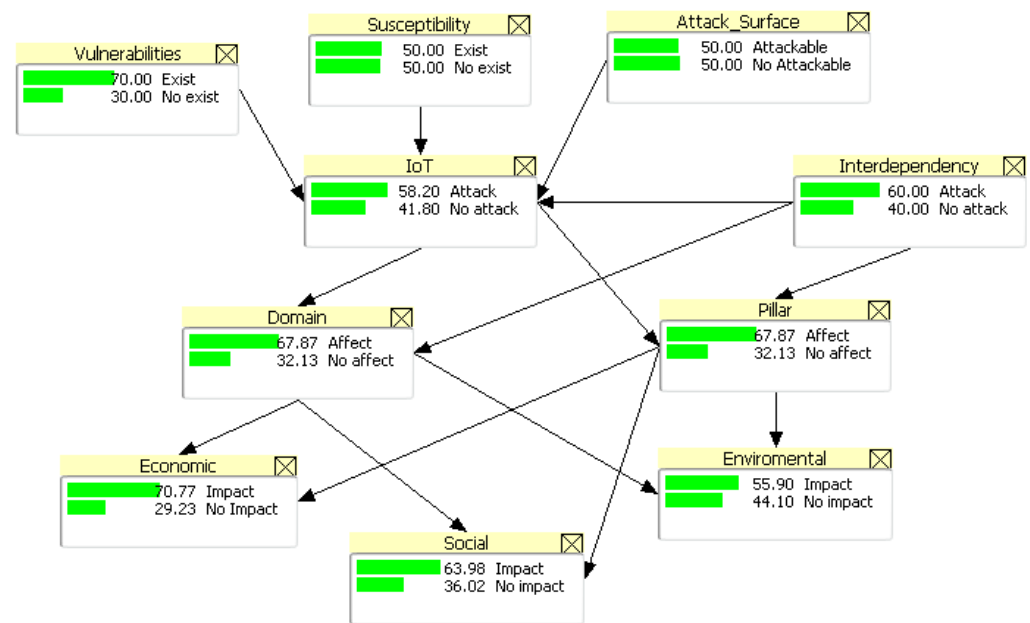 Susceptibility
50.00 Exist
50.00 No exist
Attack_Surface
50.00 Attackable
50.00 No Attackable
Vulnerabilities
70.00 Exist
30.00 No exist
IoT
58.20 Attack
41.80 No attack
Interdependency
60.00 Attack
40.00 No attack
Domain
67.87 Affect
32.13 No affect
Pillar
67.87 Affect
32.13 No affect
Economic
70.77 Impact
29.23 No Impact
Enviromental
55.90 Impact
44.10 No impact
Social
63.98 Impact
36.02 No impact